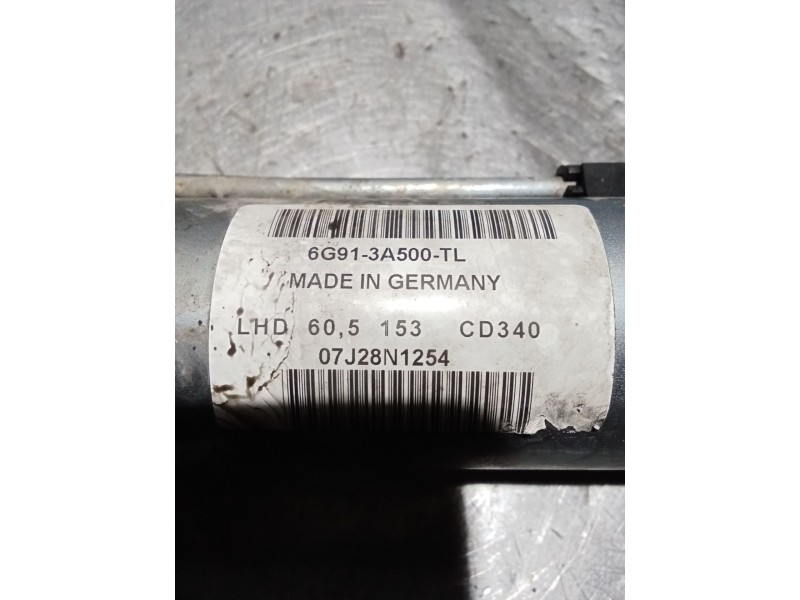 6G91-3A500-TL
MADE IN GERMANY
LHD 60,5 153 CD340
07J28N1254